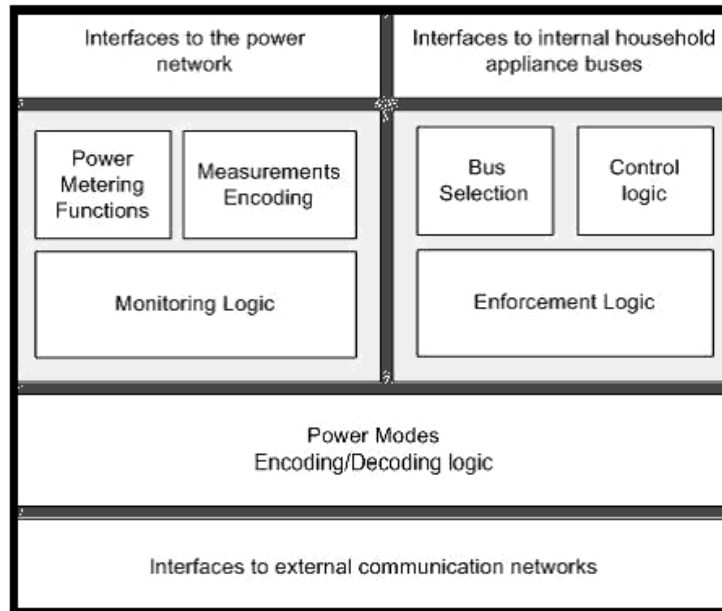 Interfaces to the power
network
Interfaces to internal household
appliance buses
Power
Metering
Functions
Measurements
Encoding
Bus
Selection
Control
logic
Monitoring Logic
Enforcement Logic
Power Modes
Encoding/Decoding logic
Interfaces to external communication networks